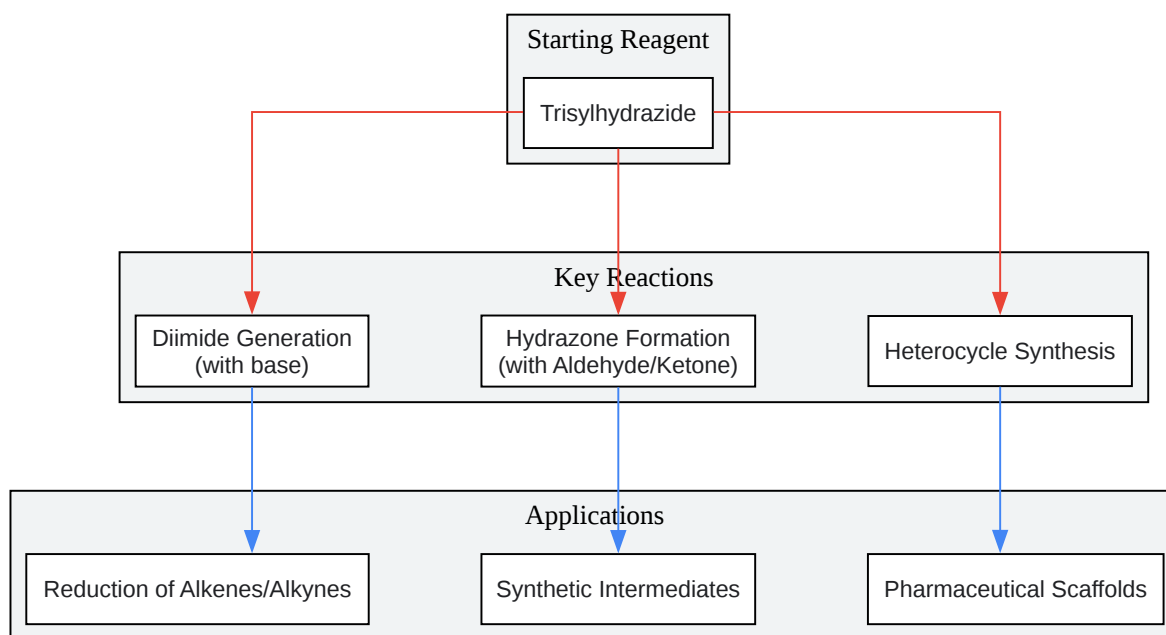 Starting Reagent
Trisylhydrazide
Key Reactions
Diimide Generation
(with base)
Hydrazone Formation
(with Aldehyde/Ketone)
Heterocycle Synthesis
Applications
Reduction of Alkenes/Alkynes
Synthetic Intermediates
Pharmaceutical Scaffolds